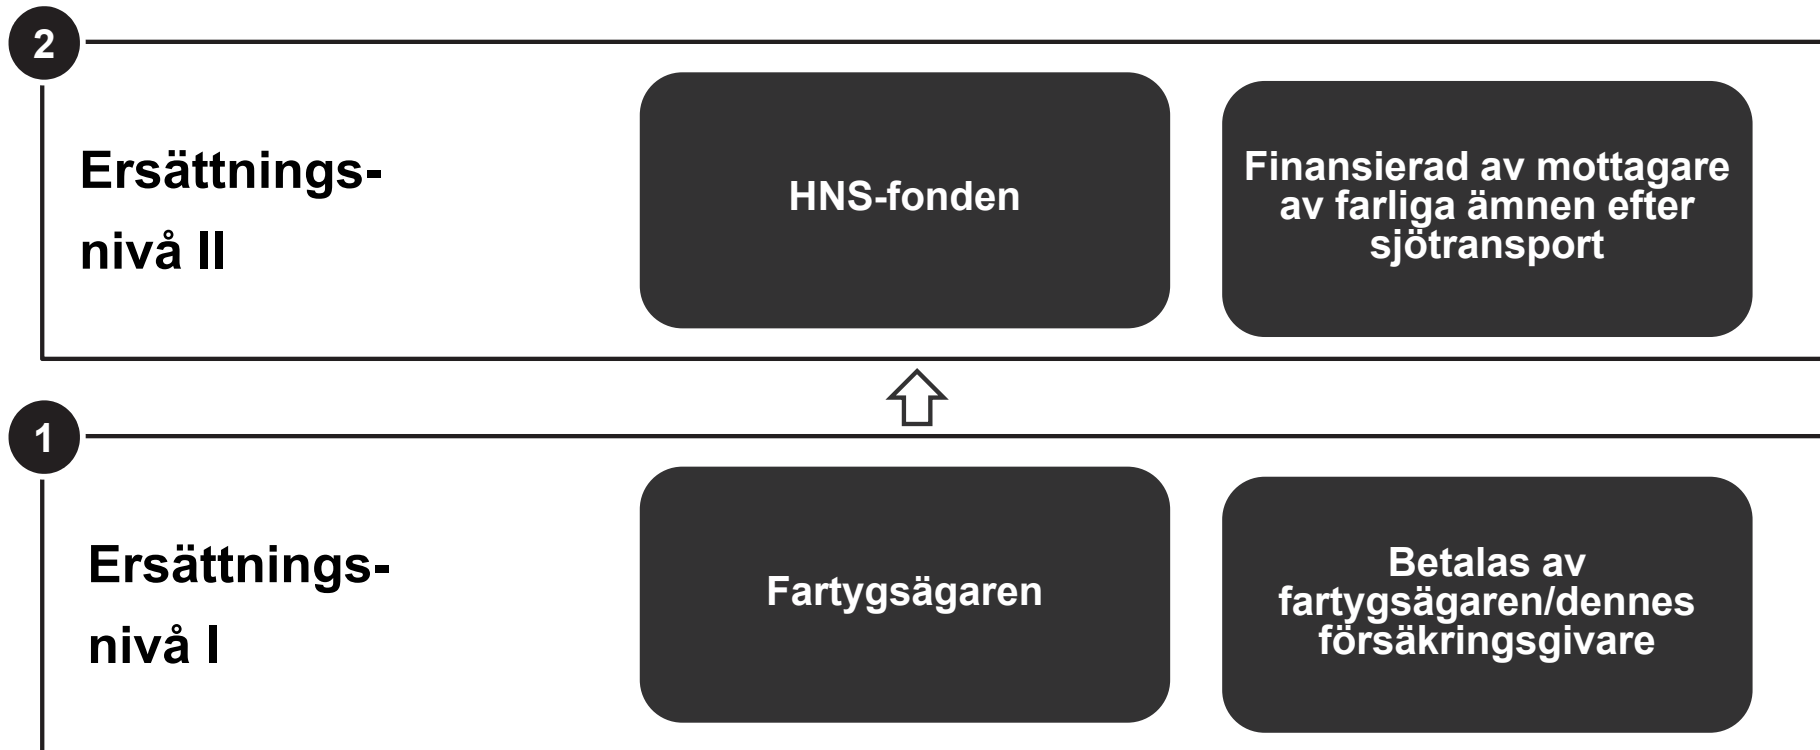 2
Ersättnings-
nivå II
HNS-fonden
Finansierad av mottagare
av farliga ämnen efter
sjötransport
1
Ersättnings-
nivå I
Fartygsägaren
Betalas av
fartygsägaren/dennes
försäkringsgivare